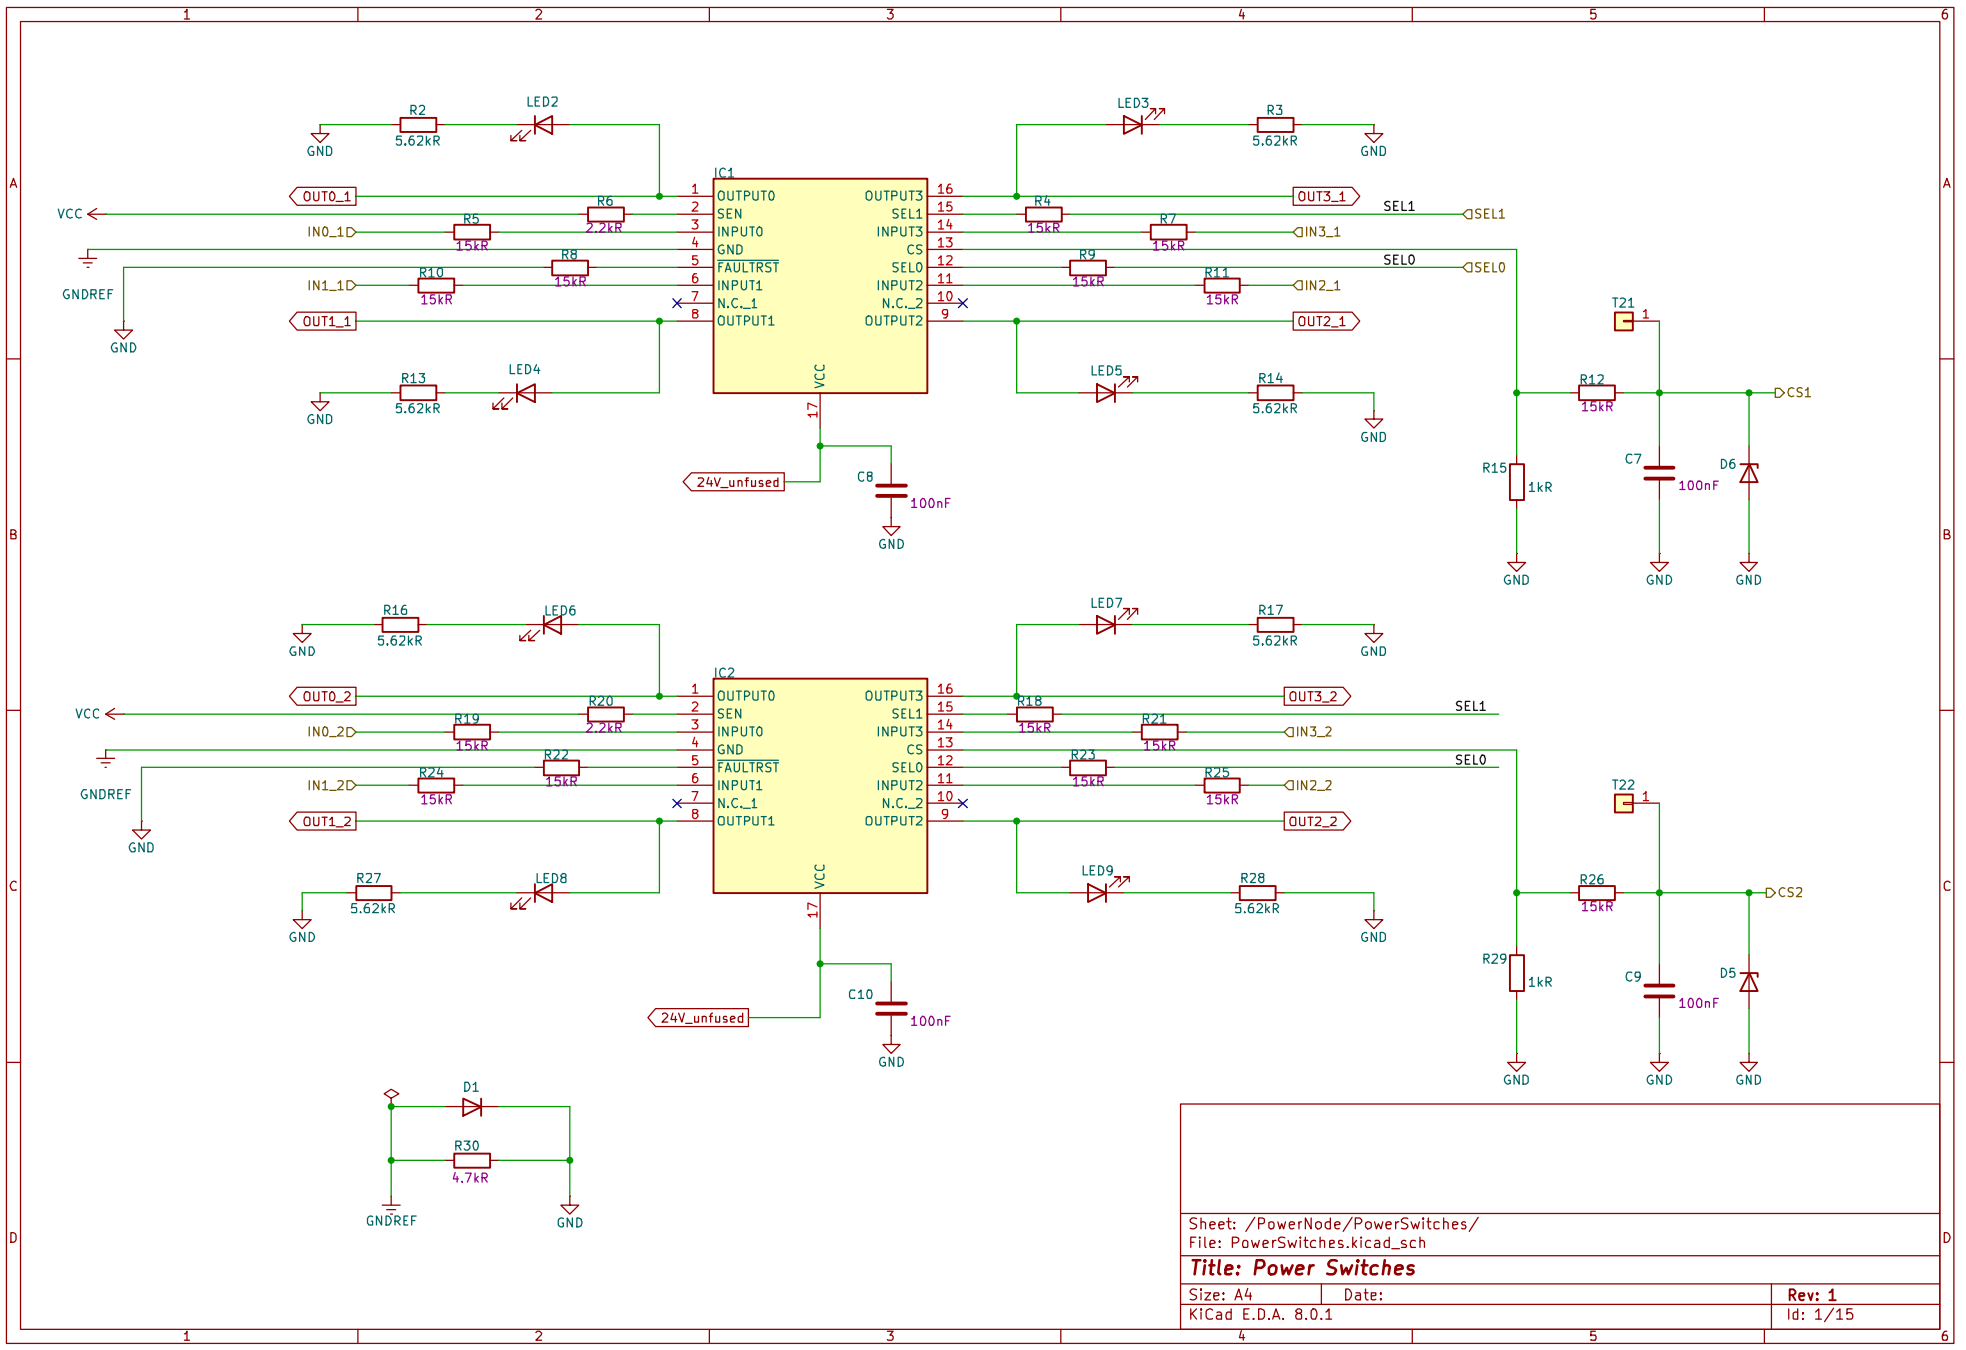 1 2 3 4 5 6
R2 LED2 LED3 R3
5.62kR 5.62kR
GND GND
A A
IC1
OUT0_1 1 OUTPUT0 OUTPUT3 16 OUT3_1
VCC R6 2 SEN SEL1 15 R4 SEL1 SEL1
2.2kR 15kR
IN0_1 R5 3 INPUT0 INPUT3 14 R7 IN3_1
15kR 15kR
4 GND CS 13
R8 5 FAULTRST SEL0 12 R9 SEL0 SEL0
15kR 15kR
IN1_1 R10 6 INPUT1 INPUT2 11 R11 IN2_1
15kR 15kR
GNDREF
7 N.C._1 N.C._2 10
OUT1_1 8 OUTPUT1 OUTPUT2 9 OUT2_1
GND
T21 1
VCC
17
R13 LED4 LED5 R14
5.62kR 5.62kR
GND GND
R12 CS1
15kR
24V_unfused C8
100nF
GND
R15 C7 D6
1kR 100nF
GND GND GND
B B
R16 LED6 LED7 R17
5.62kR 5.62kR
GND GND
IC2
OUT0_2 1 OUTPUT0 OUTPUT3 16 OUT3_2
VCC R20 2 SEN SEL1 15 R18 SEL1
2.2kR 15kR
IN0_2 R19 3 INPUT0 INPUT3 14 R21 IN3_2
15kR 15kR
4 GND CS 13
R22 5 FAULTRST SEL0 12 R23 SEL0
15kR 15kR
IN1_2 R24 6 INPUT1 INPUT2 11 R25 IN2_2
15kR 15kR
GNDREF
7 N.C._1 N.C._2 10
OUT1_2 8 OUTPUT1 OUTPUT2 9 OUT2_2
GND
T22 1
VCC
17
R27 LED8 LED9 R28
5.62kR 5.62kR
GND GND
R26 CS2
15kR
C C
24V_unfused C10
100nF
GND
R29 C9 D5
1kR 100nF
GND GND GND
D1
R30
4.7kR
GNDREF GND
D D
Sheet: /PowerNode/PowerSwitches/
File: PowerSwitches.kicad_sch
Title: Power Switches
Size: A4 Date: Rev: 1
KiCad E.D.A. 8.0.1 Id: 1/15
1 2 3 4 5 6